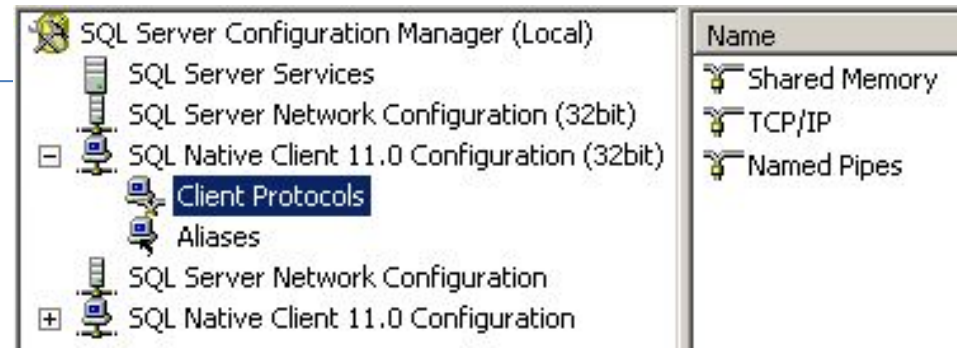 SQL Server Configuration Manager (Local)
SQL Server Services
SQL Server Network Configuration (32bit)
SQL Native Client 11.0 Configuration (32bit)
Client Protocols
Aliases
SQL Server Network Configuration
SQL Native Client 11.0 Configuration
Name
Shared Memory
TCP/IP
Named Pipes